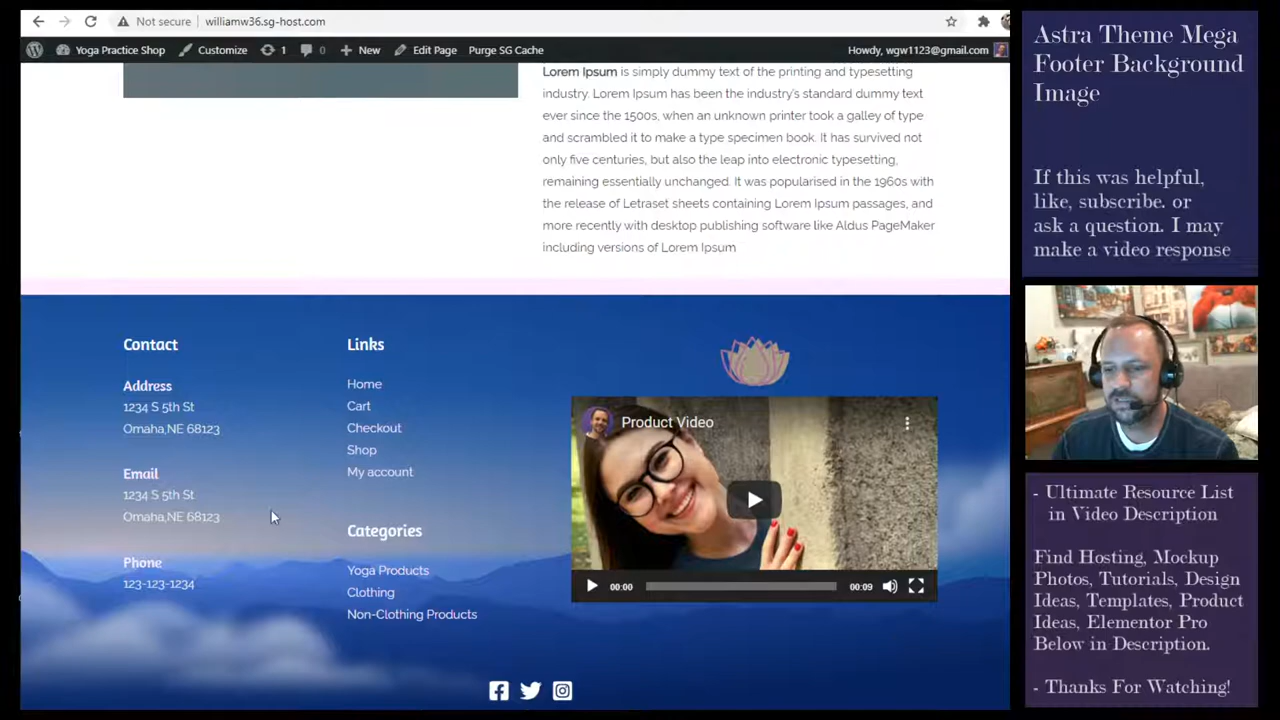 Not secure williamw36.sg-host.com
Yoga Practice Shop Customize 1 0 New Edit Page Purge SG Cache Howdy, wgw1123@gmail.com
Lorem Ipsum is simply dummy text of the printing and typesetting
industry. Lorem Ipsum has been the industry's standard dummy text
ever since the 1500s, when an unknown printer took a galley of type
and scrambled it to make a type specimen book. It has survived not
only five centuries, but also the leap into electronic typesetting,
remaining essentially unchanged. It was popularised in the 1960s with
the release of Letraset sheets containing Lorem Ipsum passages, and
more recently with desktop publishing software like Aldus PageMaker
including versions of Lorem Ipsum
Contact
Address
1234 S 5th St
Omaha,NE 68123
Email
1234 S 5th St
Omaha,NE 68123
Phone
123-123-1234
Links
Home
Cart
Checkout
Shop
My account
Categories
Yoga Products
Clothing
Non-Clothing Products
Product Video
00:00 00:09
Astra Theme Mega
Footer Background
Image
If this was helpful,
like, subscribe. or
ask a question. I may
make a video response
- Ultimate Resource List
in Video Description
Find Hosting, Mockup
Photos, Tutorials, Design
Ideas, Templates, Product
Ideas, Elementor Pro
Below in Description.
- Thanks For Watching!